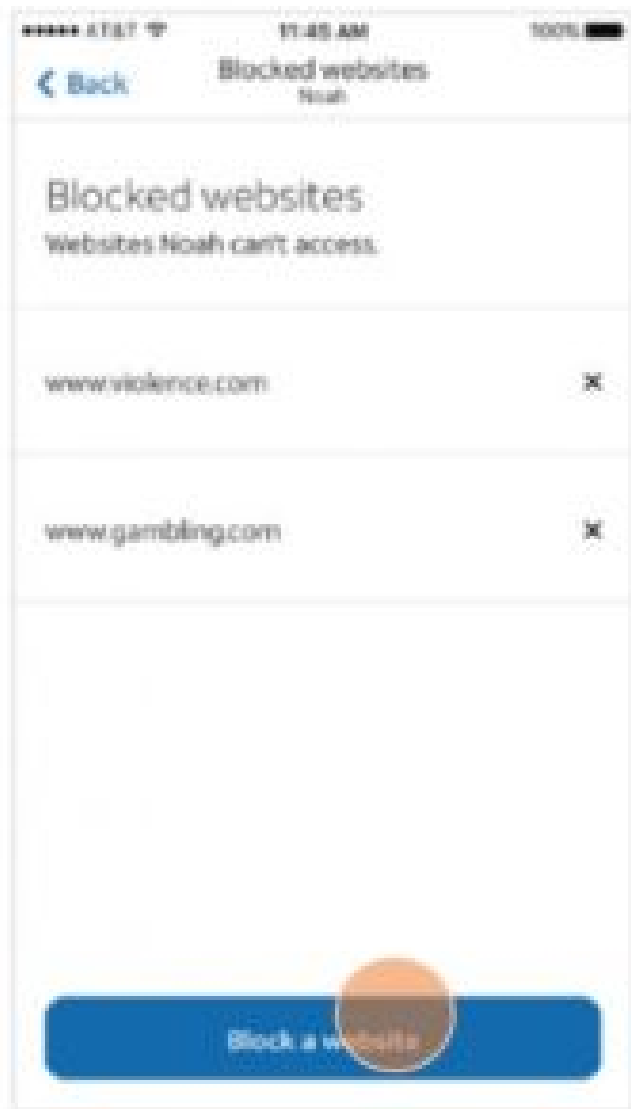 AT&T 11:45 AM 100%
Back
Blocked websites
Noah
Blocked websites
Websites Noah can't access.
www.violence.com ×
www.gambling.com ×
Block a website